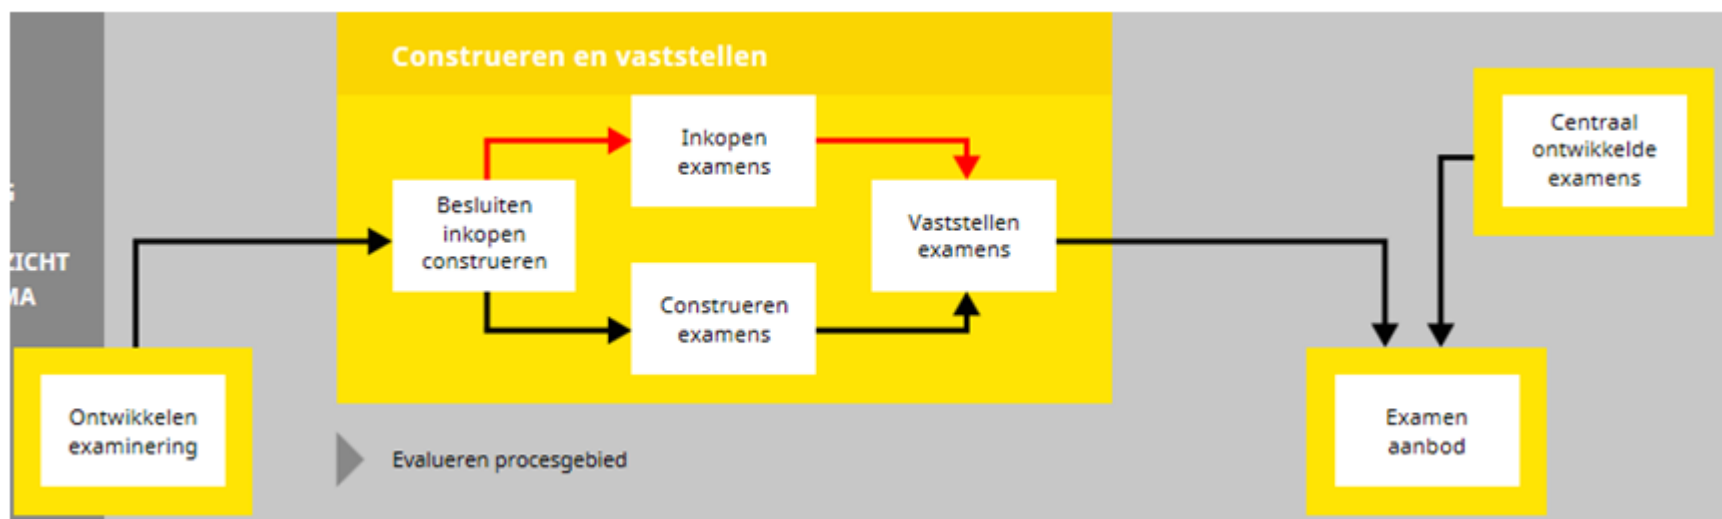 Construeren en vaststellen
Inkopen
examens
Centraal
ontwikkelde
examens
Besluiten
inkopen
construeren
Vaststellen
examens
ZICHT
MA
Construeren
examens
Ontwikkelen
examinering
Evalueren procesgebied
Examen
aanbod